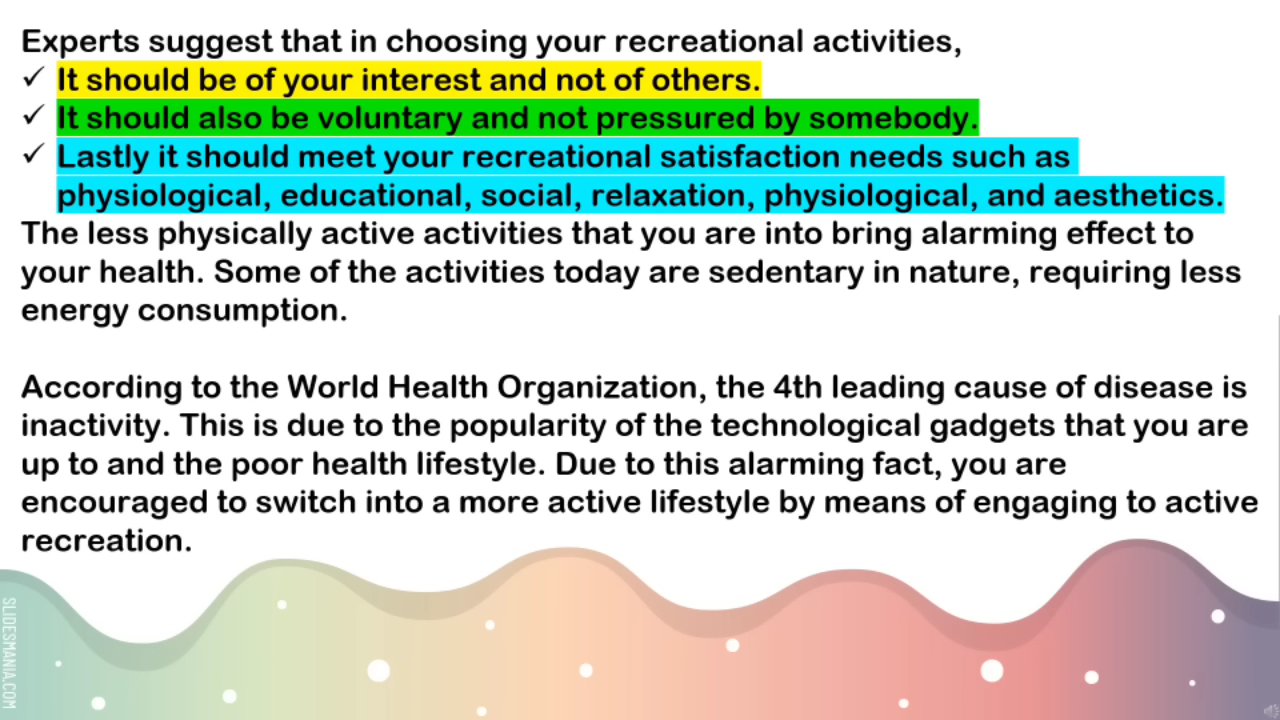 Experts suggest that in choosing your recreational activities,
✓ It should be of your interest and not of others.
✓ It should also be voluntary and not pressured by somebody.
✓ Lastly it should meet your recreational satisfaction needs such as
physiological, educational, social, relaxation, physiological, and aesthetics.
The less physically active activities that you are into bring alarming effect to
your health. Some of the activities today are sedentary in nature, requiring less
energy consumption.
According to the World Health Organization, the 4th leading cause of disease is
inactivity. This is due to the popularity of the technological gadgets that you are
up to and the poor health lifestyle. Due to this alarming fact, you are
encouraged to switch into a more active lifestyle by means of engaging to active
recreation.
SLIDESMANIA.COM